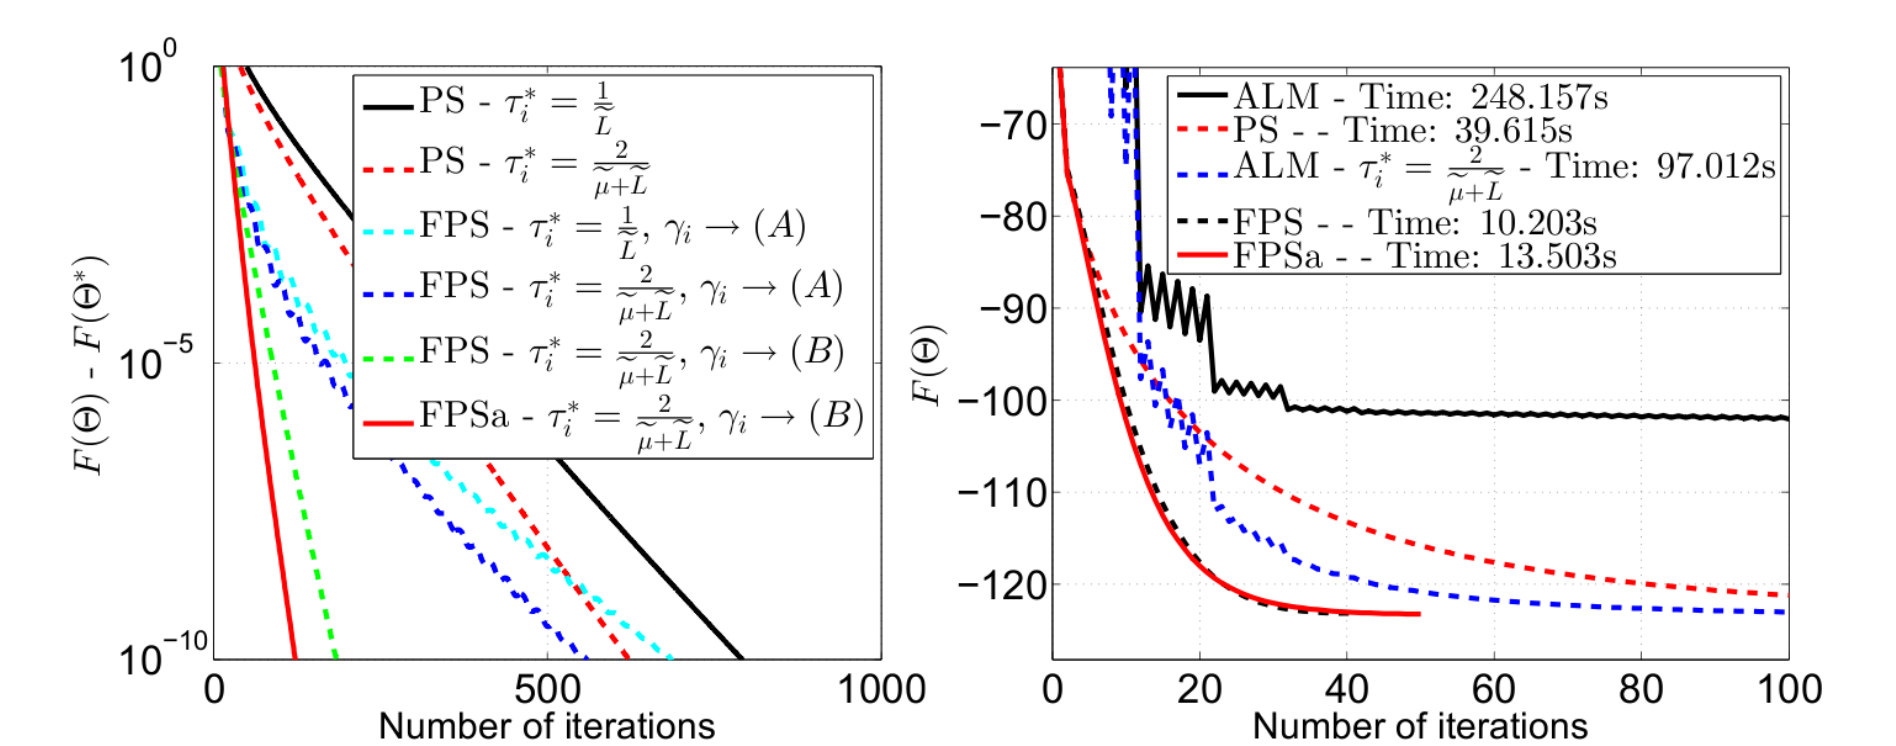 10^0
10^−5
10^−10
F(Θ) - F(Θ*)
PS - τ_i^* = 1/L̃
PS - τ_i^* = 2/(μ̃+L̃)
FPS - τ_i^* = 1/L̃, γ_i → (A)
FPS - τ_i^* = 2/(μ̃+L̃), γ_i → (A)
FPS - τ_i^* = 2/(μ̃+L̃), γ_i → (B)
FPSa - τ_i^* = 2/(μ̃+L̃), γ_i → (B)
0 500 1000
Number of iterations
−70
−80
−90
−100
−110
−120
F(Θ)
ALM - Time: 248.157s
PS - - Time: 39.615s
ALM - τ_i^* = 2/(μ̃+L̃) - Time: 97.012s
FPS - - Time: 10.203s
FPSa - - Time: 13.503s
0 20 40 60 80 100
Number of iterations